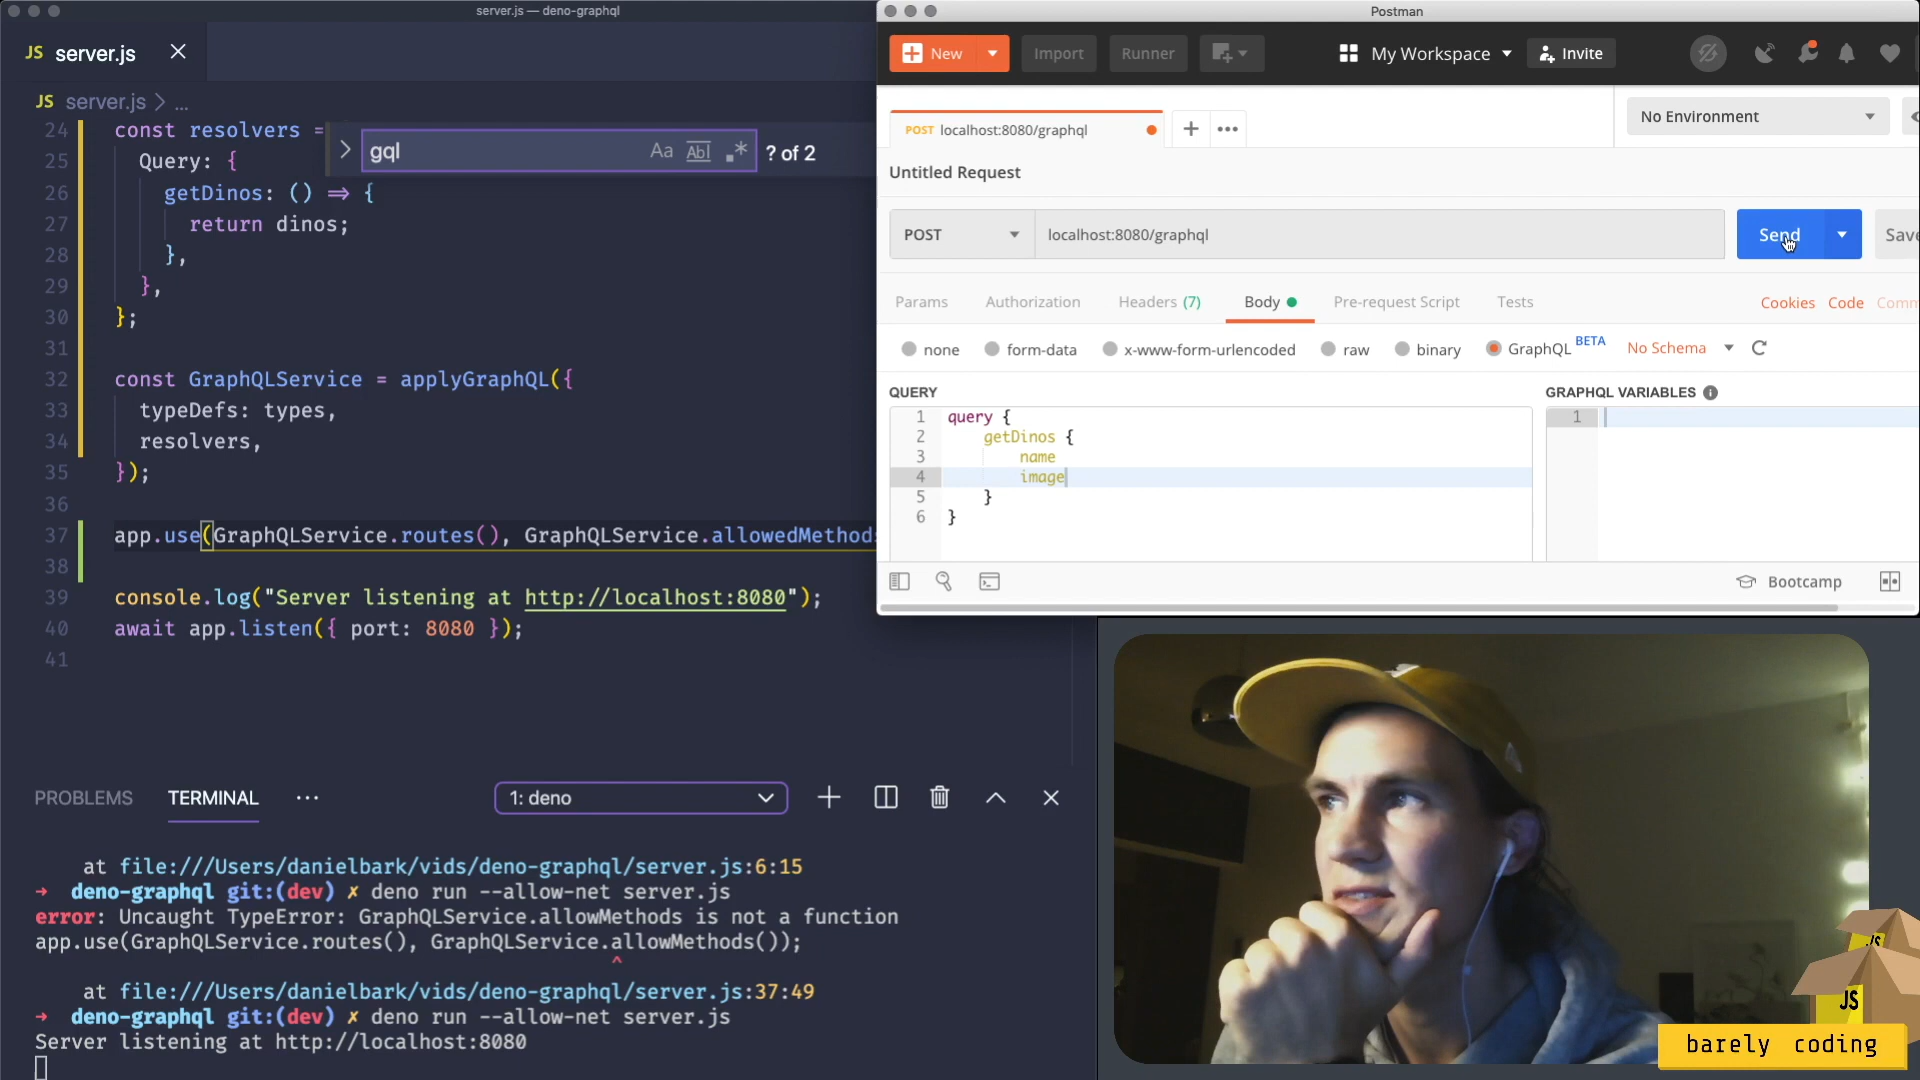 server.js — deno-graphql
JS server.js
JS server.js > ...
24 const resolvers =
25 Query: {
26 getDinos: () => {
27 return dinos;
28 },
29 },
30 };
31
32 const GraphQLService = applyGraphQL({
33 typeDefs: types,
34 resolvers,
35 });
36
37 app.use(GraphQLService.routes(), GraphQLService.allowedMethods
38
39 console.log("Server listening at http://localhost:8080");
40 await app.listen({ port: 8080 });
41
gql Aa Abl .* ? of 2
PROBLEMS TERMINAL ··· 1: deno
at file:///Users/danielbark/vids/deno-graphql/server.js:6:15
→ deno-graphql git:(dev) ✗ deno run --allow-net server.js
error: Uncaught TypeError: GraphQLService.allowMethods is not a function
app.use(GraphQLService.routes(), GraphQLService.allowMethods());
^
at file:///Users/danielbark/vids/deno-graphql/server.js:37:49
→ deno-graphql git:(dev) ✗ deno run --allow-net server.js
Server listening at http://localhost:8080
Postman
New Import Runner My Workspace Invite
POST localhost:8080/graphql ••• No Environment
Untitled Request
POST localhost:8080/graphql Send Save
Params Authorization Headers (7) Body Pre-request Script Tests Cookies Code Comm
none form-data x-www-form-urlencoded raw binary GraphQL BETA No Schema
QUERY GRAPHQL VARIABLES
1 query {
2 getDinos {
3 name
4 image
5 }
6 }
1
Bootcamp
JS
JS
barely coding